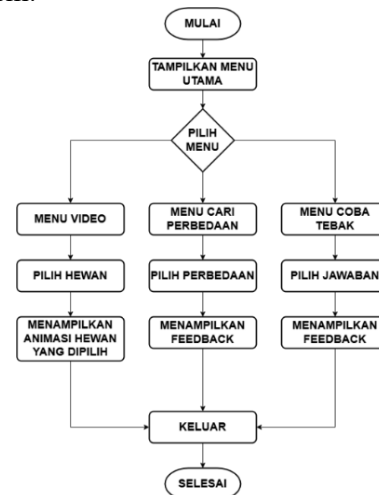 MULAI
TAMPILKAN MENU
UTAMA
PILIH
MENU
MENU VIDEO
MENU CARI
PERBEDAAN
MENU COBA
TEBAK
PILIH HEWAN
PILIH PERBEDAAN
PILIH JAWABAN
MENAMPILKAN
ANIMASI HEWAN
YANG DIPILIH
MENAMPILKAN
FEEDBACK
MENAMPILKAN
FEEDBACK
KELUAR
SELESAI